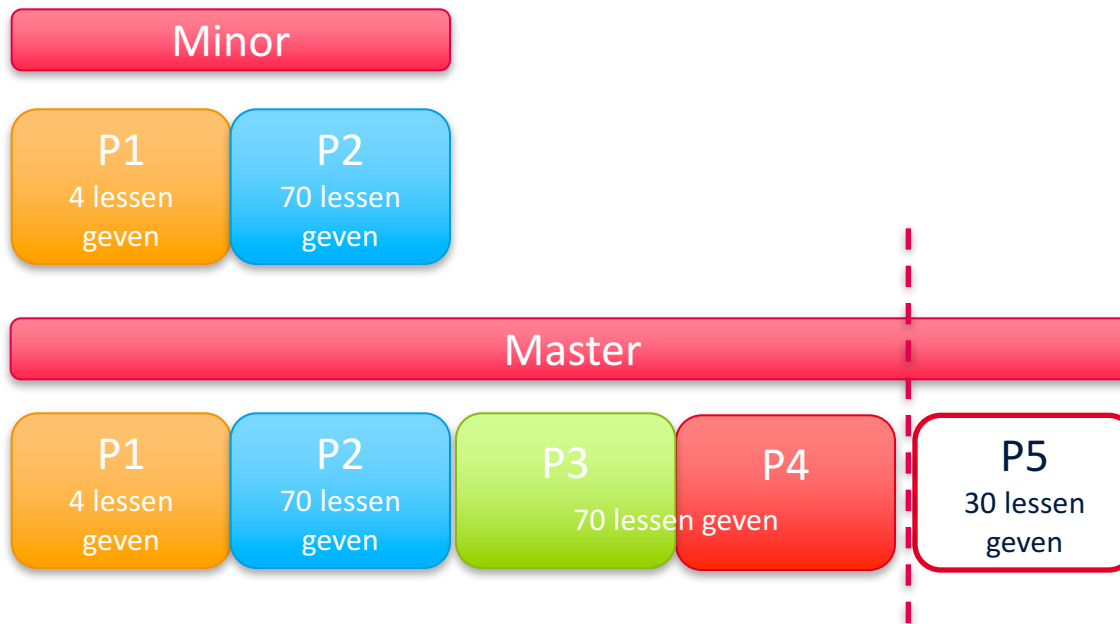 Minor
P1
4 lessen
geven
P2
70 lessen
geven
Master
P1
4 lessen
geven
P2
70 lessen
geven
P3
P4
70 lessen geven
P5
30 lessen
geven